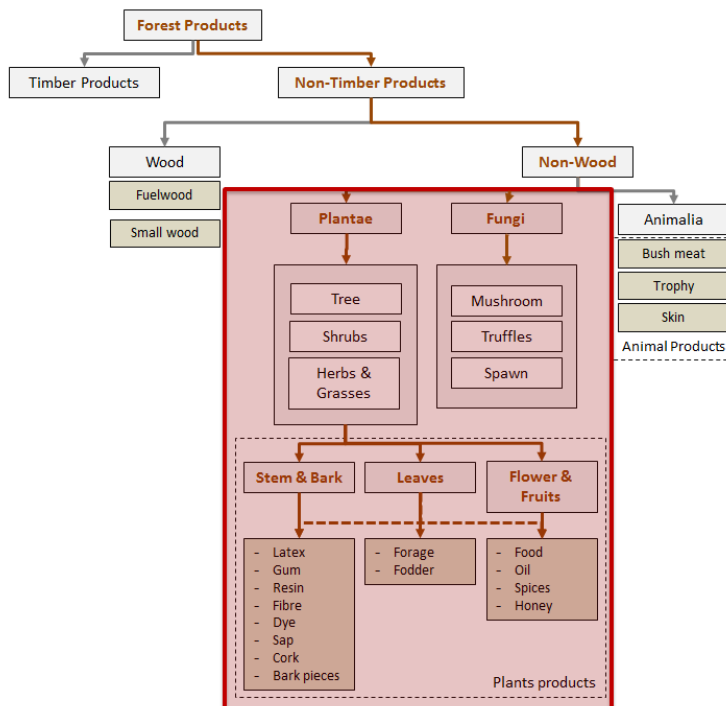 Forest Products
Timber Products
Non-Timber Products
Wood
Non-Wood
Fuelwood
Small wood
Plantae
Fungi
Animalia
Bush meat
Trophy
Skin
Animal Products
Tree
Shrubs
Herbs &
Grasses
Mushroom
Truffles
Spawn
Stem & Bark
Leaves
Flower &
Fruits
- Latex
- Gum
- Resin
- Fibre
- Dye
- Sap
- Cork
- Bark pieces
- Forage
- Fodder
- Food
- Oil
- Spices
- Honey
Plants products